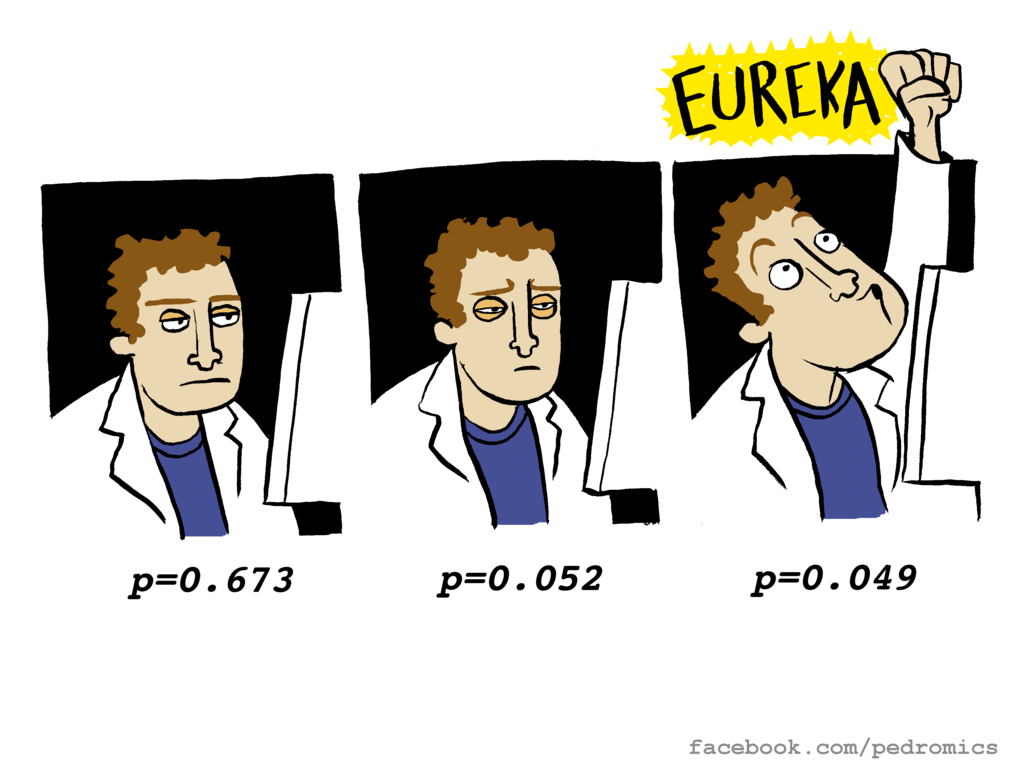 EUREKA
p=0.673
p=0.052
p=0.049
facebook.com/pedromics